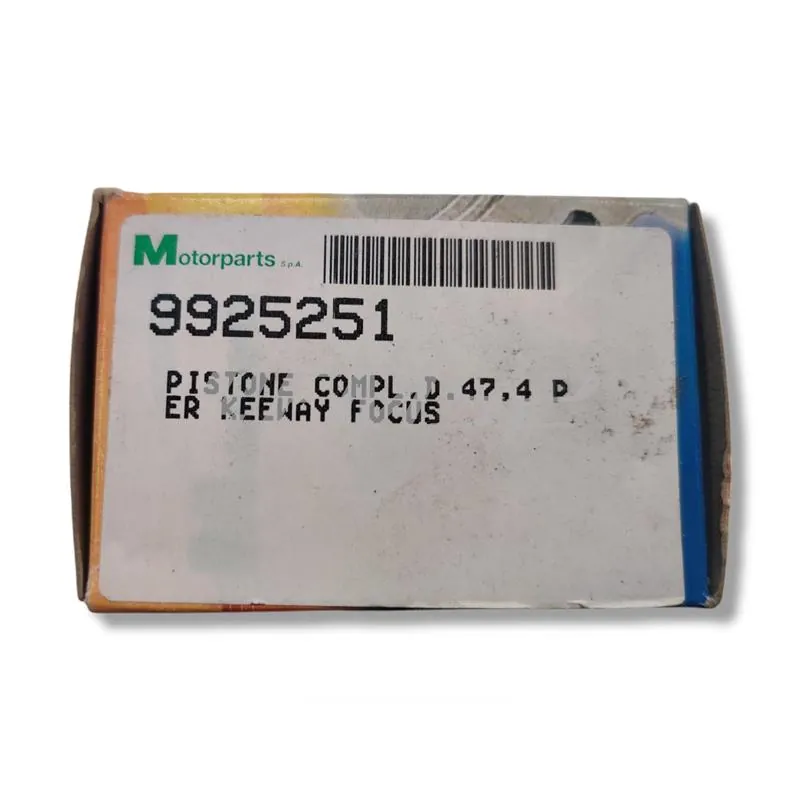 Motorparts S.p.A.
9925251
PISTONE COMPL.D.47,4 P
ER KEEWAY FOCUS